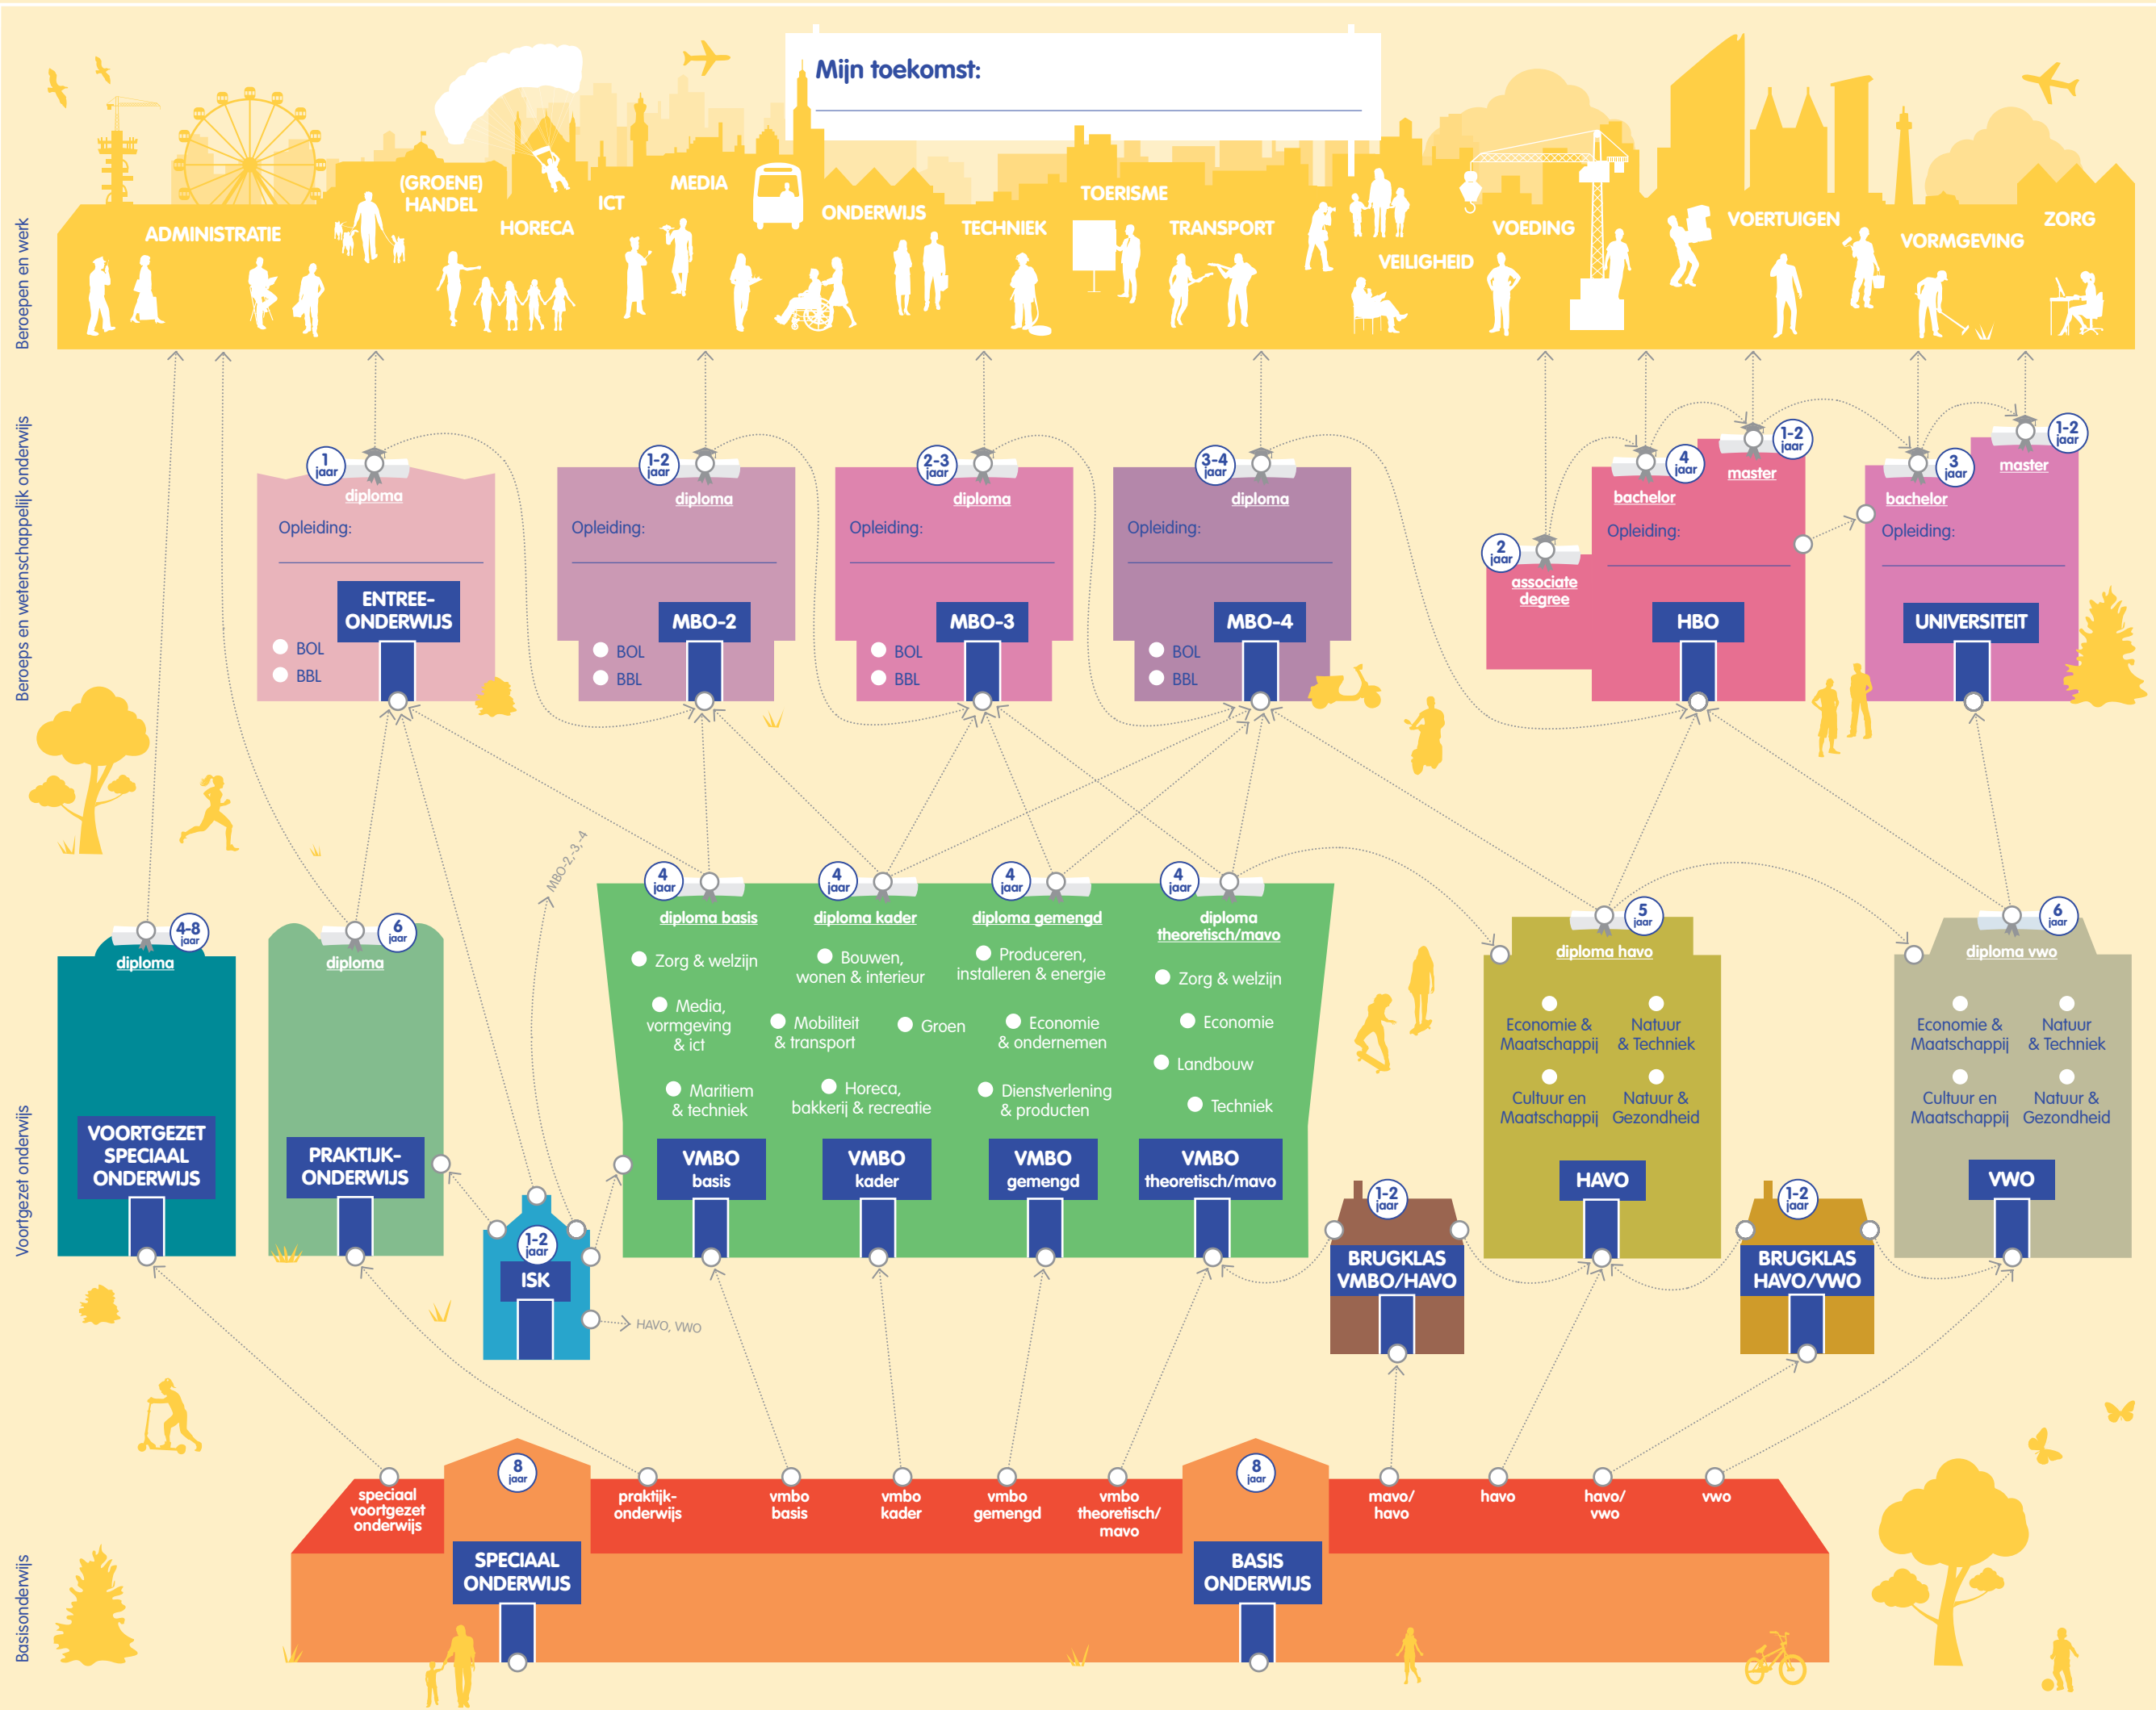 Mijn toekomst:
Beroepen en werk
ADMINISTRATIE
(GROENE)
HANDEL
HORECA
ICT
MEDIA
ONDERWIJS
TECHNIEK
TOERISME
TRANSPORT
VEILIGHEID
VOEDING
VOERTUIGEN
VORMGEVING
ZORG
Beroeps en wetenschappelijk onderwijs
1
jaar
diploma
Opleiding:
ENTREE-
ONDERWIJS
BOL
BBL
1-2
jaar
diploma
Opleiding:
MBO-2
BOL
BBL
2-3
jaar
diploma
Opleiding:
MBO-3
BOL
BBL
3-4
jaar
diploma
Opleiding:
MBO-4
BOL
BBL
2
jaar
associate
degree
4
jaar
bachelor
1-2
jaar
master
Opleiding:
HBO
3
jaar
bachelor
1-2
jaar
master
Opleiding:
UNIVERSITEIT
Voortgezet onderwijs
4-8
jaar
diploma
VOORTGEZET
SPECIAAL
ONDERWIJS
6
jaar
diploma
PRAKTIJK-
ONDERWIJS
MBO-2,-3,-4
1-2
jaar
ISK
HAVO, VWO
4
jaar
diploma basis
4
jaar
diploma kader
4
jaar
diploma gemengd
4
jaar
diploma
theoretisch/mavo
Zorg & welzijn
Media,
vormgeving
& ict
Maritiem
& techniek
Bouwen,
wonen & interieur
Mobiliteit
& transport
Groen
Horeca,
bakkerij & recreatie
Produceren,
installeren & energie
Economie
& ondernemen
Dienstverlening
& producten
Zorg & welzijn
Economie
Landbouw
Techniek
VMBO
basis
VMBO
kader
VMBO
gemengd
VMBO
theoretisch/mavo
1-2
jaar
BRUGKLAS
VMBO/HAVO
5
jaar
diploma havo
Economie &
Maatschappij
Natuur
& Techniek
Cultuur en
Maatschappij
Natuur &
Gezondheid
HAVO
1-2
jaar
BRUGKLAS
HAVO/VWO
6
jaar
diploma vwo
Economie &
Maatschappij
Natuur
& Techniek
Cultuur en
Maatschappij
Natuur &
Gezondheid
VWO
Basisonderwijs
speciaal
voortgezet
onderwijs
8
jaar
SPECIAAL
ONDERWIJS
praktijk-
onderwijs
vmbo
basis
vmbo
kader
vmbo
gemengd
vmbo
theoretisch/
mavo
8
jaar
BASIS
ONDERWIJS
mavo/
havo
havo
havo/
vwo
vwo